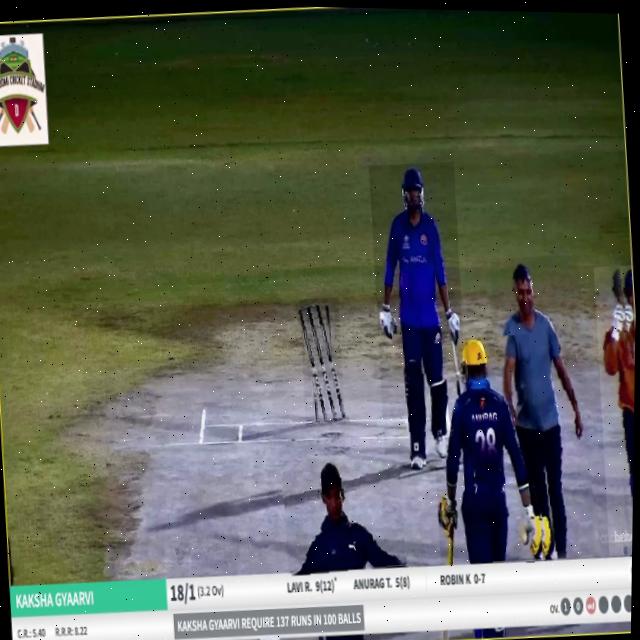 KAKSHA GYAARVI 18/1 (3.2 Ov) LAVI R. 9(12)* ANURAG T. 5(8) ROBIN K 0-7
C.R.: 5.40 R.R.R: 8.22 KAKSHA GYAARVI REQUIRE 137 RUNS IN 100 BALLS OV.
ANURAG
28